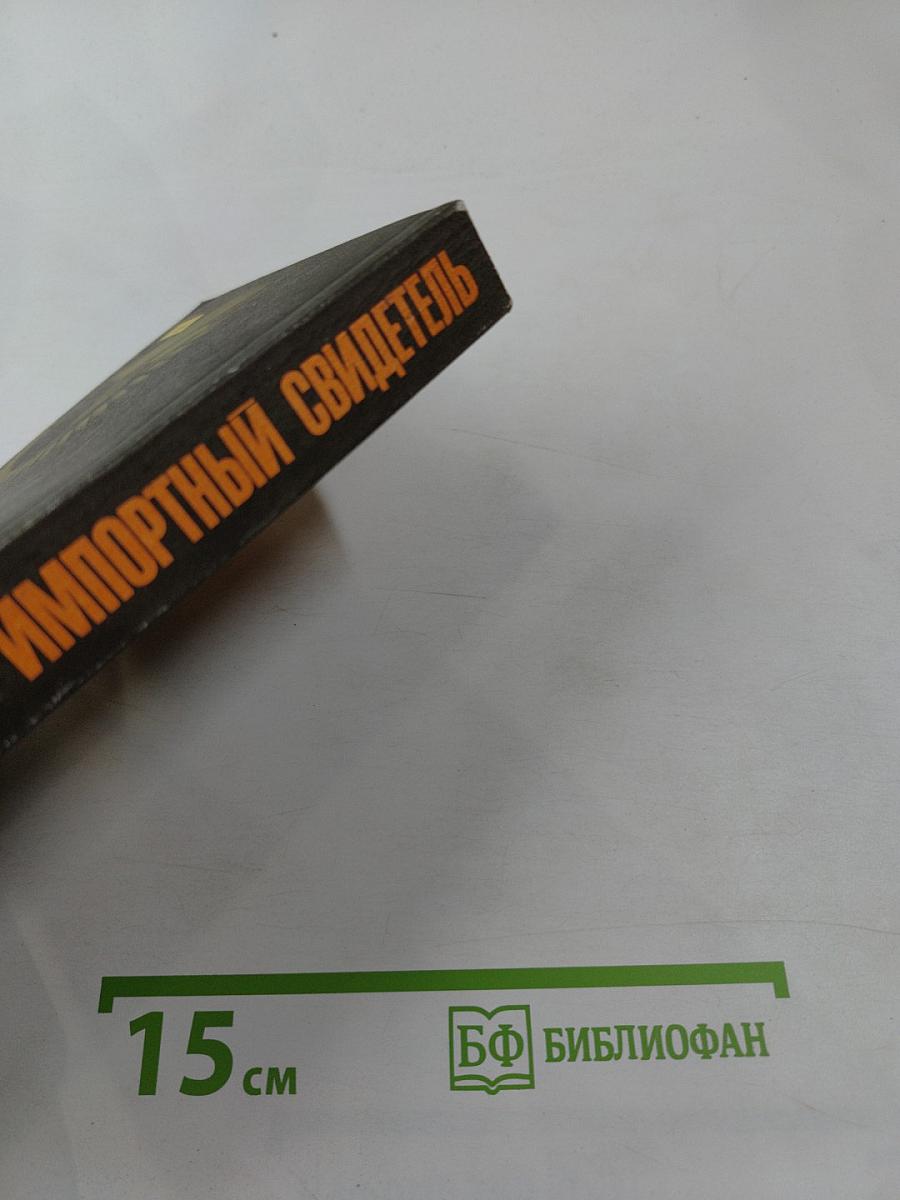 ИМПОРТНЫЙ СВИДЕТЕЛЬ
15 см
БФ БИБЛИОФАН